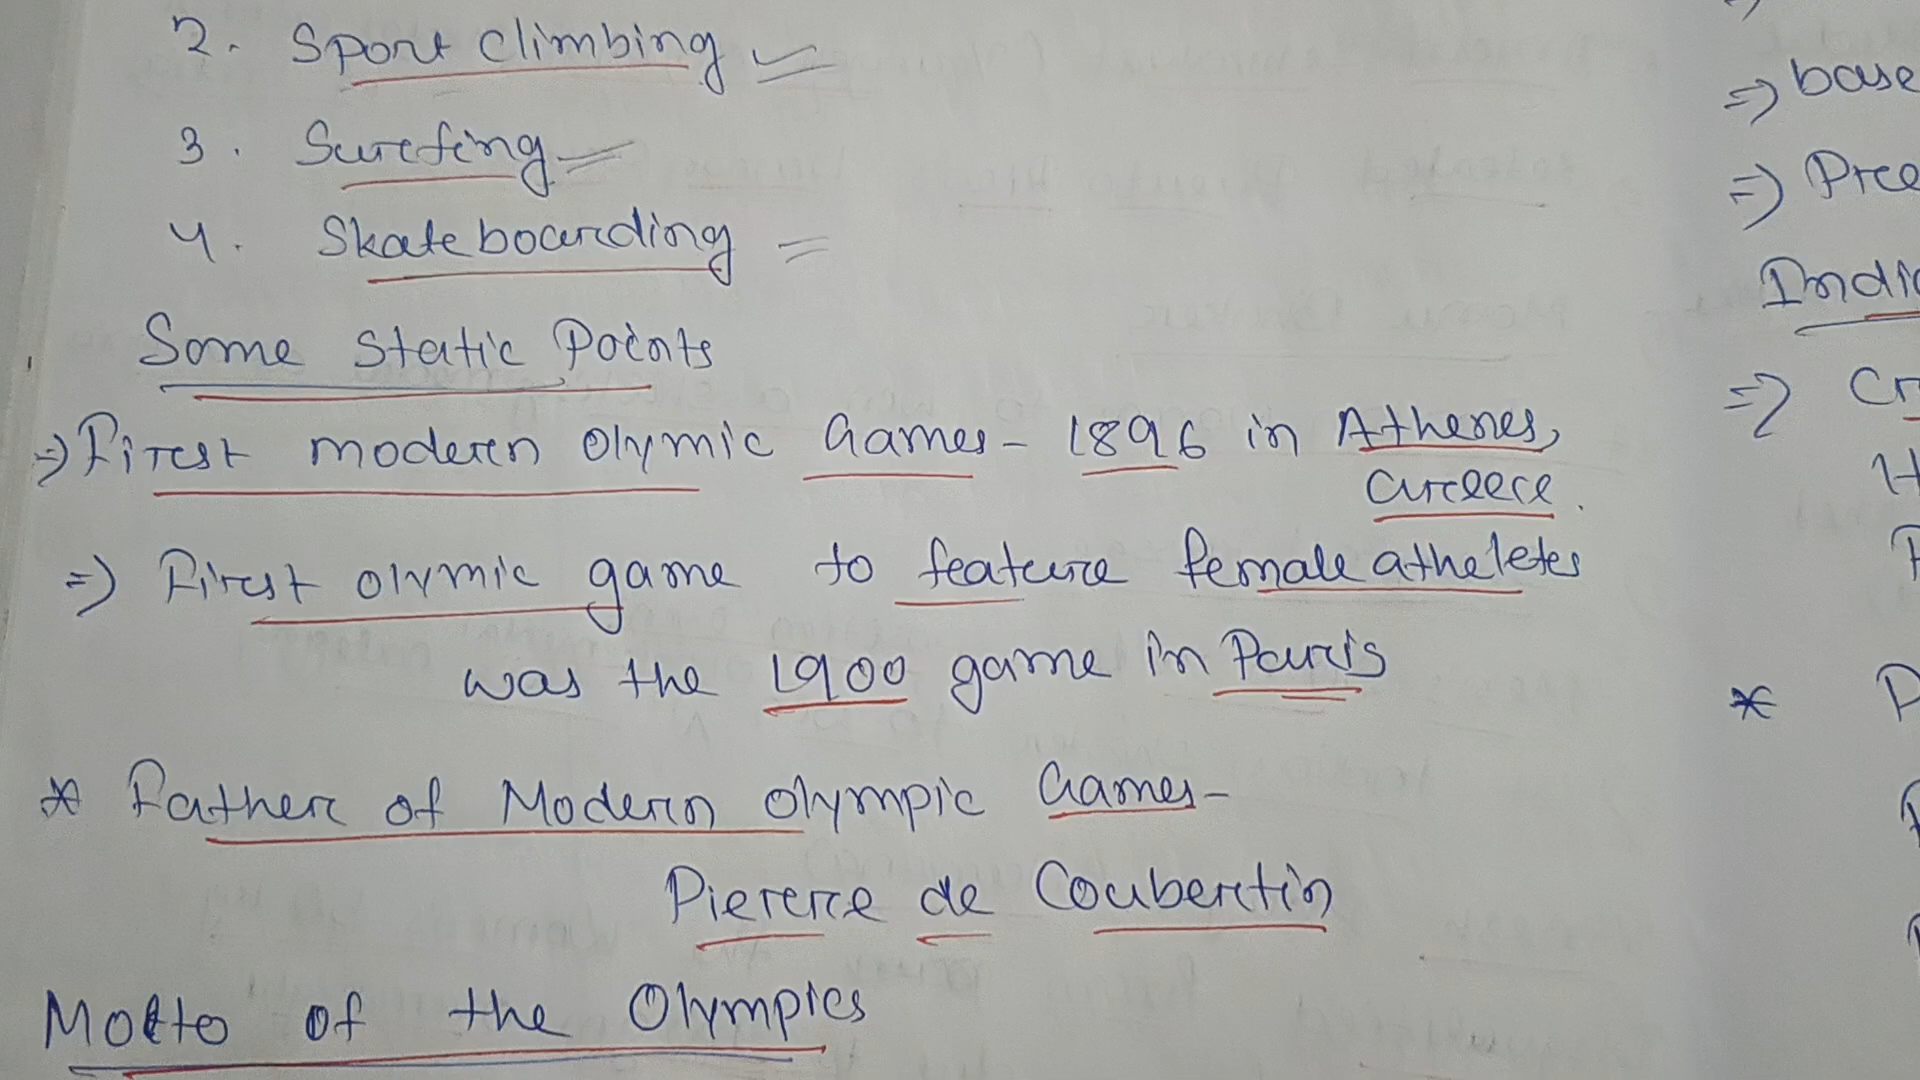 2. Sport climbing
3. Surfing
4. Skateboarding
Some static Points
=> First modern olymic Games - 1896 in Athenes,
Greece.
=> First olymic game to feature female atheletes
was the 1900 game in Paris
* Father of Modern olympic Games -
Pierre de Coubertin
Motto of the Olympics
=> base
=> Pre
Indi
=> Cr
H
*